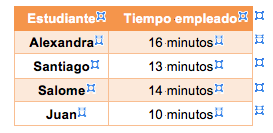 Estudiante Tiempo empleado
Alexandra 16 minutos
Santiago 13 minutos
Salome 14 minutos
Juan 10 minutos